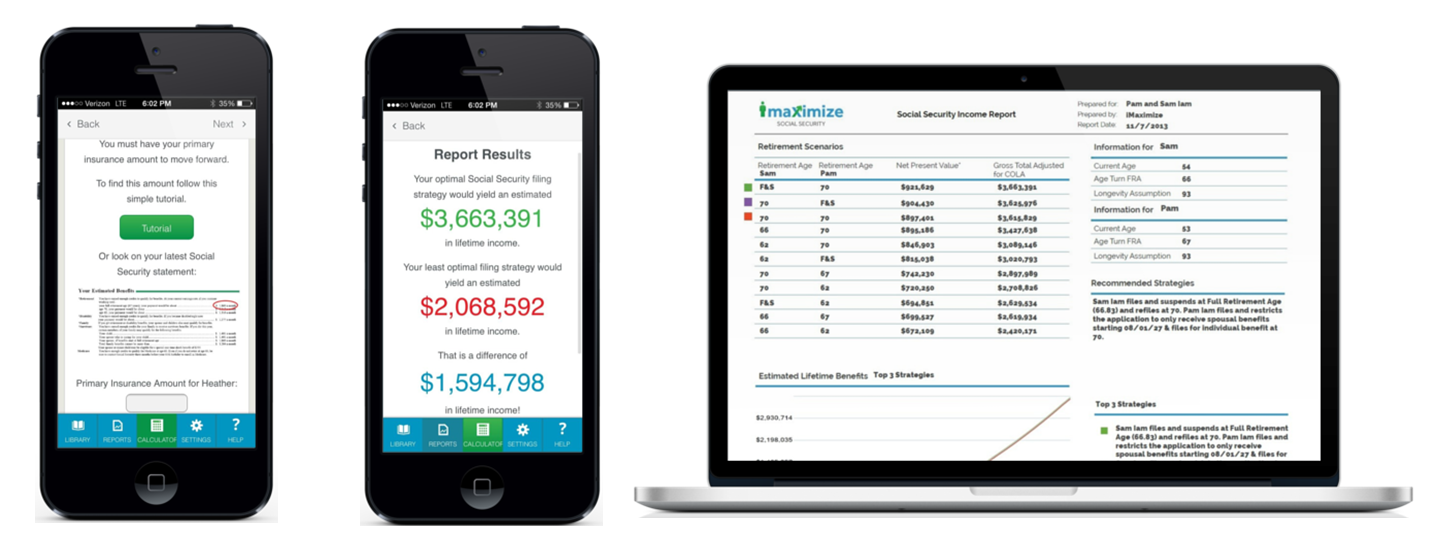 ●●●○○ Verizon LTE 6:02 PM 35%
< Back Next >
You must have your primary
insurance amount to move forward.
To find this amount follow this
simple tutorial.
Tutorial
Or look on your latest Social
Security statement:
Your Estimated Benefits
Primary Insurance Amount for Heather:
LIBRARY REPORTS CALCULATOR SETTINGS HELP
●●●○○ Verizon LTE 6:02 PM 35%
< Back
Report Results
Your optimal Social Security filing
strategy would yield an estimated
$3,663,391
in lifetime income.
Your least optimal filing strategy would
yield an estimated
$2,068,592
in lifetime income.
That is a difference of
$1,594,798
in lifetime income!
LIBRARY REPORTS CALCULATOR SETTINGS HELP
imaximize
SOCIAL SECURITY
Social Security Income Report
Prepared for: Pam and Sam Iam
Prepared by: iMaximize
Report Date: 11/7/2013
Retirement Scenarios
Retirement Age Retirement Age Net Present Value* Gross Total Adjusted
Sam Pam for COLA
F&S 70 $921,629 $3,663,391
70 F&S $904,430 $3,625,976
70 70 $897,401 $3,615,829
66 70 $895,186 $3,427,638
62 70 $846,903 $3,089,146
62 F&S $815,038 $3,020,793
70 67 $742,230 $2,897,989
70 62 $720,250 $2,708,826
F&S 62 $694,851 $2,629,534
66 67 $699,527 $2,619,934
66 62 $672,109 $2,420,171
Information for Sam
Current Age 54
Age Turn FRA 66
Longevity Assumption 93
Information for Pam
Current Age 53
Age Turn FRA 67
Longevity Assumption 93
Recommended Strategies
Sam Iam files and suspends at Full Retirement Age
(66.83) and refiles at 70. Pam Iam files and restricts
the application to only receive spousal benefits
starting 08/01/27 & files for individual benefit at
70.
Estimated Lifetime Benefits Top 3 Strategies
$2,930,714
$2,198,035
Top 3 Strategies
Sam Iam files and suspends at Full Retirement
Age (66.83) and refiles at 70. Pam Iam files and
restricts the application to only receive
spousal benefits starting 08/01/27 & files for